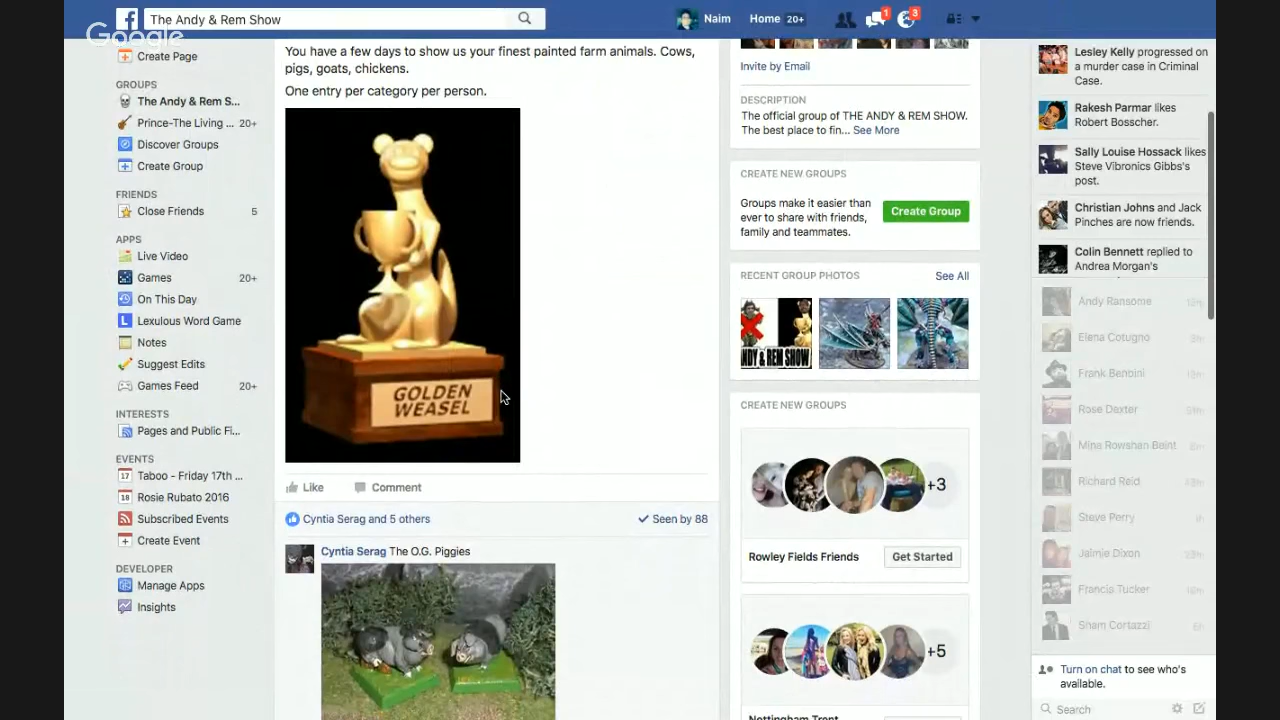 The Andy & Rem Show
Naim
Home 20+
1
3
Google
Create Page
GROUPS
The Andy & Rem S...
Prince-The Living ... 20+
Discover Groups
Create Group
FRIENDS
Close Friends 5
APPS
Live Video
Games 20+
On This Day
Lexulous Word Game
Notes
Suggest Edits
Games Feed 20+
INTERESTS
Pages and Public Fi...
EVENTS
17 Taboo - Friday 17th ...
18 Rosie Rubato 2016
Subscribed Events
Create Event
DEVELOPER
Manage Apps
Insights
You have a few days to show us your finest painted farm animals. Cows,
pigs, goats, chickens.
One entry per category per person.
GOLDEN
WEASEL
Like Comment
Cyntia Serag and 5 others
Seen by 88
Cyntia Serag The O.G. Piggies
Invite by Email
DESCRIPTION
The official group of THE ANDY & REM SHOW.
The best place to fin... See More
CREATE NEW GROUPS
Groups make it easier than
ever to share with friends,
family and teammates.
Create Group
RECENT GROUP PHOTOS See All
ANDY & REM SHOW
CREATE NEW GROUPS
+3
Rowley Fields Friends Get Started
+5
Nottingham Trent
Lesley Kelly progressed on
a murder case in Criminal
Case.
Rakesh Parmar likes
Robert Bosscher.
Sally Louise Hossack likes
Steve Vibronics Gibbs's
post.
Christian Johns and Jack
Pinches are now friends.
Colin Bennett replied to
Andrea Morgan's
Andy Ransome
Elena Cotugno
Frank Benbini
Rose Dexter
Mina Rowshan Beint
Richard Reid
Steve Perry
Jaimie Dixon
Francis Tucker
Sham Cortazzi
Turn on chat to see who's
available.
Search